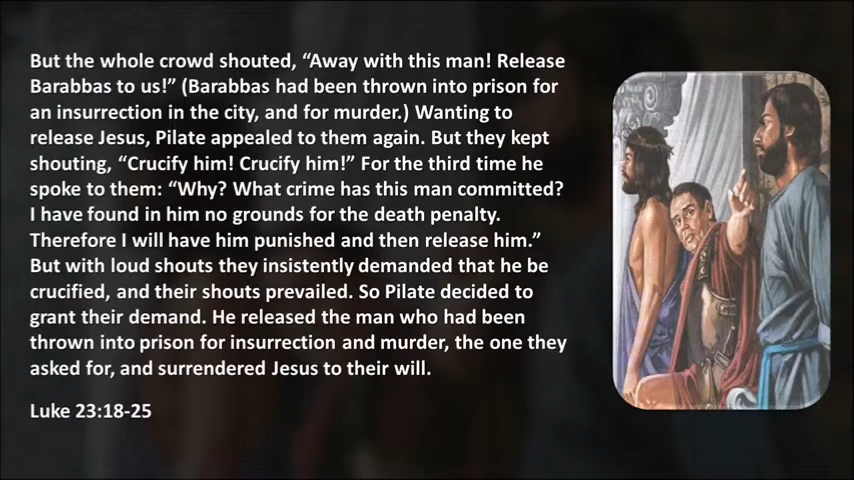 But the whole crowd shouted, “Away with this man! Release
Barabbas to us!” (Barabbas had been thrown into prison for
an insurrection in the city, and for murder.) Wanting to
release Jesus, Pilate appealed to them again. But they kept
shouting, “Crucify him! Crucify him!” For the third time he
spoke to them: “Why? What crime has this man committed?
I have found in him no grounds for the death penalty.
Therefore I will have him punished and then release him.”
But with loud shouts they insistently demanded that he be
crucified, and their shouts prevailed. So Pilate decided to
grant their demand. He released the man who had been
thrown into prison for insurrection and murder, the one they
asked for, and surrendered Jesus to their will.
Luke 23:18-25